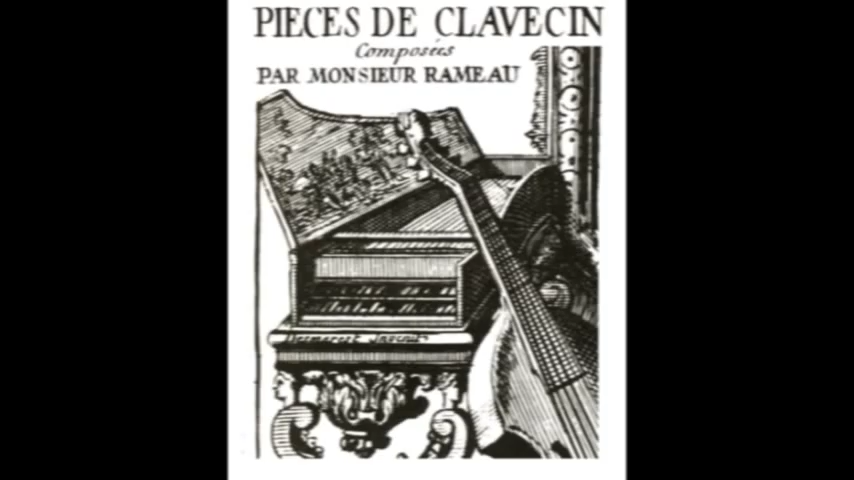 PIECES DE CLAVECIN
Composées
PAR MONSIEUR RAMEAU